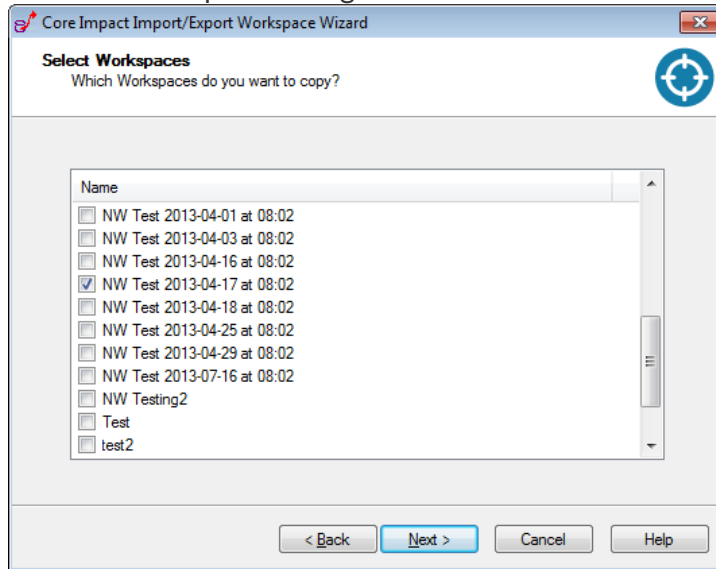 Core Impact Import/Export Workspace Wizard
Select Workspaces
Which Workspaces do you want to copy?
Name
NW Test 2013-04-01 at 08:02
NW Test 2013-04-03 at 08:02
NW Test 2013-04-16 at 08:02
NW Test 2013-04-17 at 08:02
NW Test 2013-04-18 at 08:02
NW Test 2013-04-25 at 08:02
NW Test 2013-04-29 at 08:02
NW Test 2013-07-16 at 08:02
NW Testing2
Test
test2
< Back Next > Cancel Help